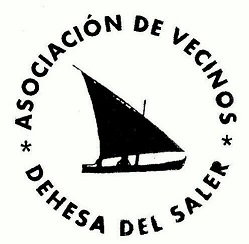 * ASOCIACIÓN DE VECINOS *
DEHESA DEL SALER